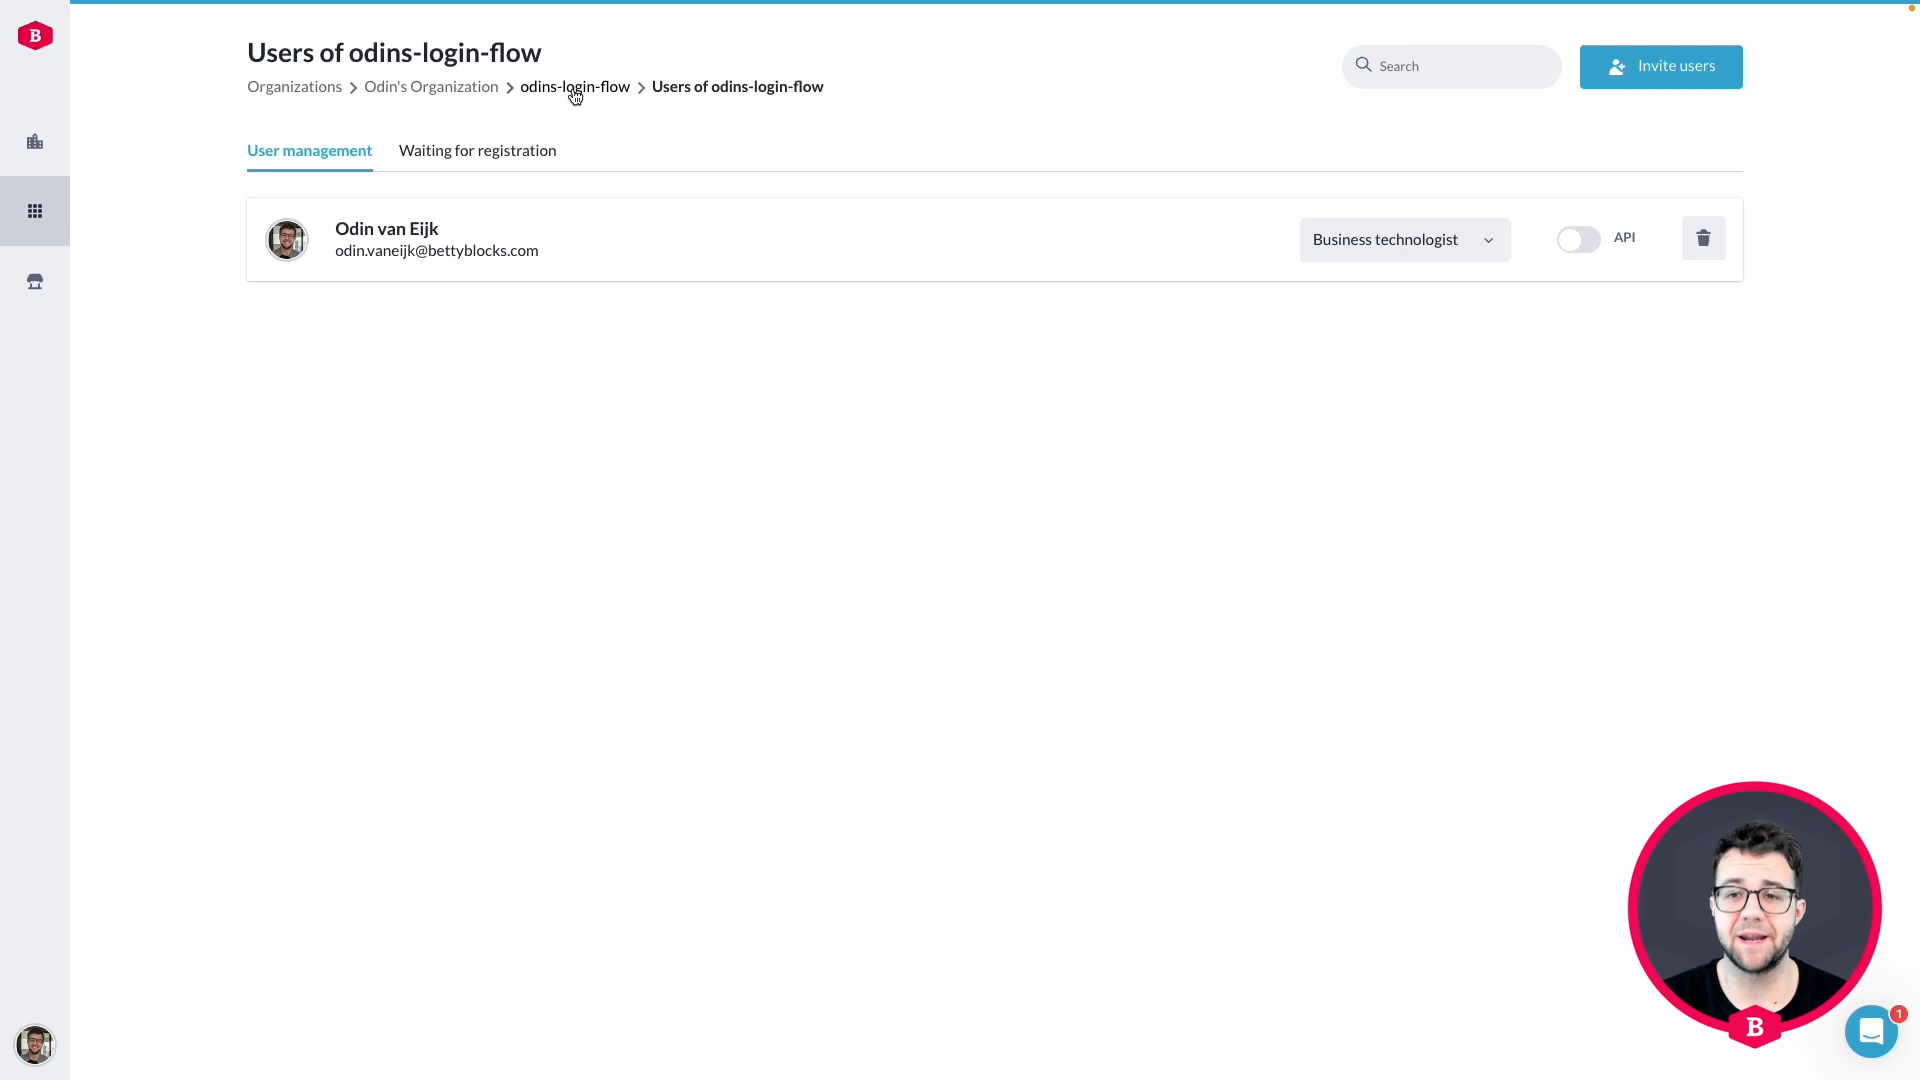 B
Users of odins-login-flow
Organizations > Odin's Organization > odins-login-flow > Users of odins-login-flow
Search
Invite users
User management
Waiting for registration
Odin van Eijk
odin.vaneijk@bettyblocks.com
Business technologist
API
B
1